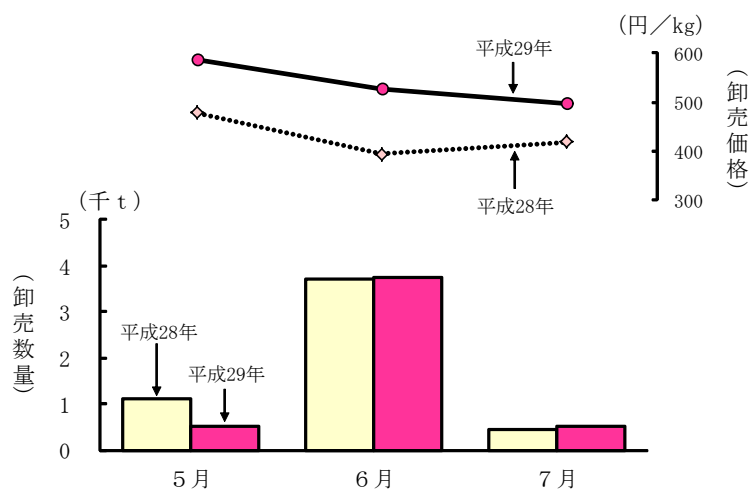 (円／kg)
平成29年
600
500
400
300
(卸売価格)
平成28年
(千ｔ)
5
4
3
2
1
0
(卸売数量)
平成28年
平成29年
５月
６月
７月